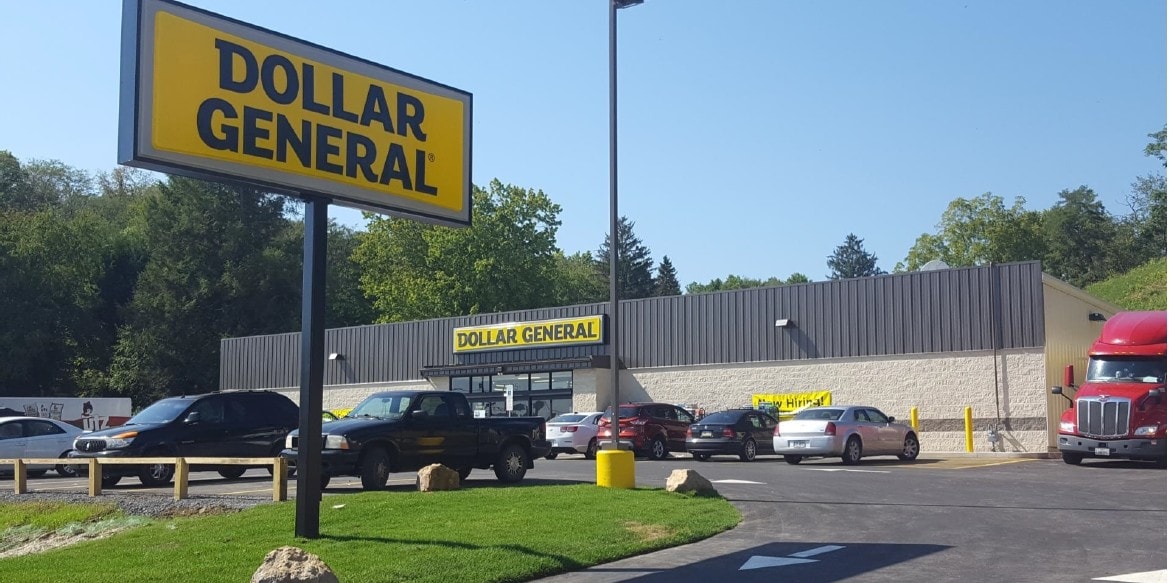 DOLLAR
GENERAL®
DOLLAR GENERAL
Now Hiring!